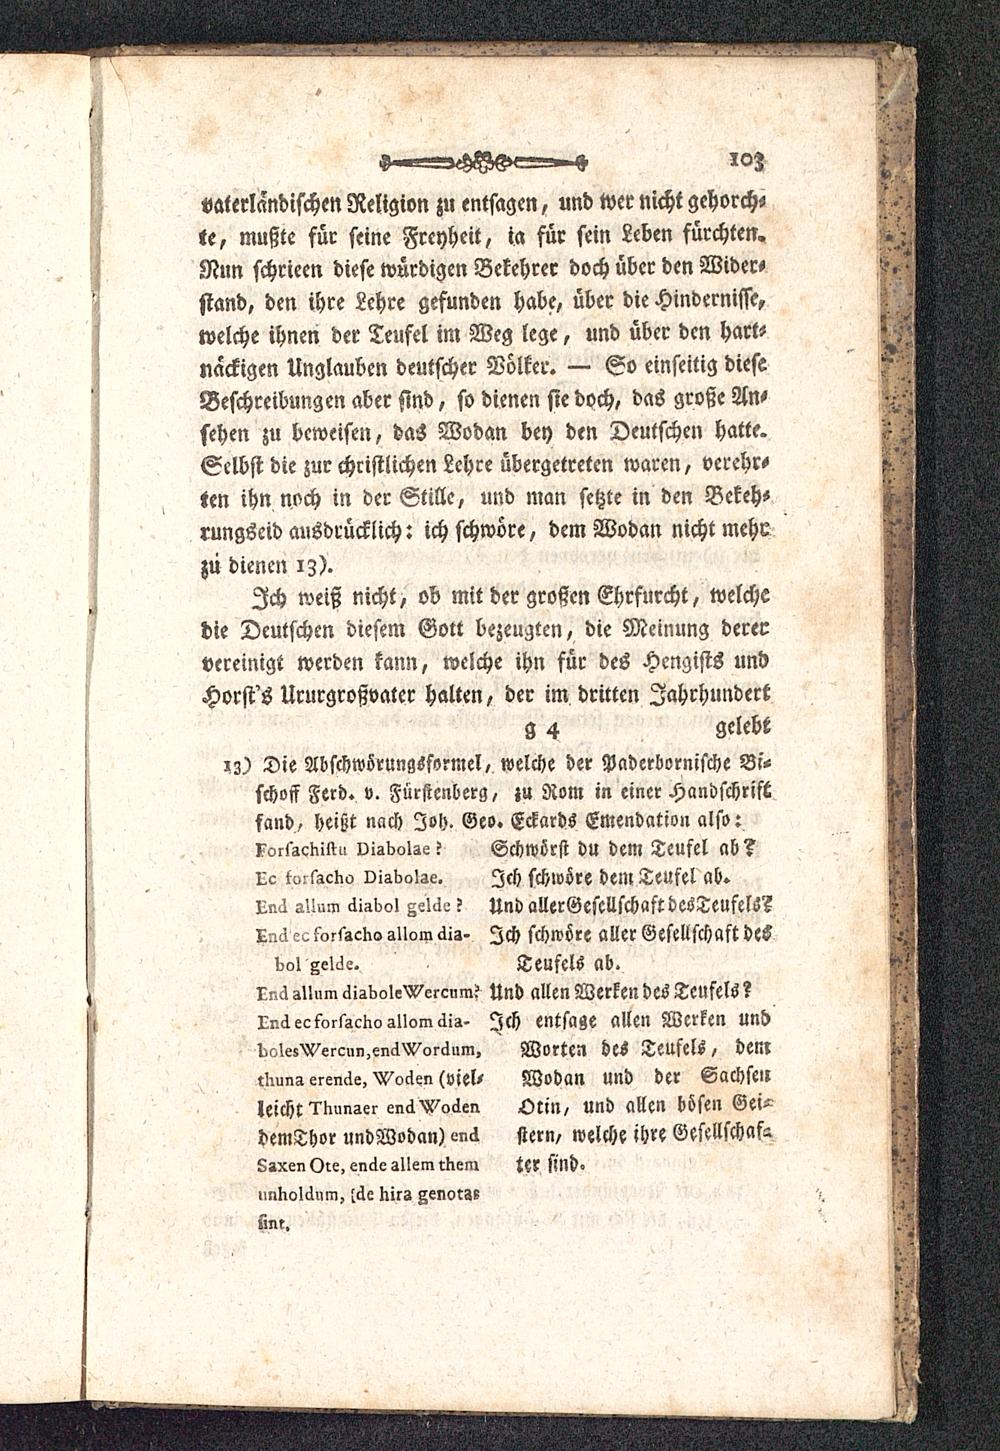 103
vaterländischen Religion zu entsagen, und wer nicht gehorch-
te, mußte für seine Freyheit, ia für sein Leben fürchten.
Nun schrieen diese würdigen Bekehrer doch über den Wider-
stand, den ihre Lehre gefunden habe, über die Hindernisse,
welche ihnen der Teufel im Weg lege, und über den hart-
näckigen Unglauben deutscher Völker. — So einseitig diese
Beschreibungen aber sind, so dienen sie doch, das große An-
sehen zu beweisen, das Wodan bey den Deutschen hatte.
Selbst die zur christlichen Lehre übergetreten waren, verehr-
ten ihn noch in der Stille, und man setzte in den Bekeh-
rungseid ausdrücklich: ich schwöre, dem Wodan nicht mehr
zu dienen 13).
Ich weiß nicht, ob mit der großen Ehrfurcht, welche
die Deutschen diesem Gott bezeugten, die Meinung derer
vereinigt werden kann, welche ihn für des Hengists und
Horst's Ururgroßvater halten, der im dritten Jahrhundert
g 4 gelebt
13) Die Abschwörungsformel, welche der Paderbornische Bi-
schoff Ferd. v. Fürstenberg, zu Rom in einer Handschrift
fand, heißt nach Joh. Geo. Eckards Emendation also:
Forsachistu Diabolae? Schwörst du dem Teufel ab?
Ec forsacho Diabolae. Ich schwöre dem Teufel ab.
End allum diabol gelde? Und aller Gesellschaft des Teufels?
End ec forsacho allom dia- Ich schwöre aller Gesellschaft des
bol gelde. Teufels ab.
End allum diabole Wercum? Und allen Werken des Teufels?
End ec forsacho allom dia- Ich entsage allen Werken und
boles Wercun, end Wordum, Worten des Teufels, dem
thuna erende, Woden (viel- Wodan und der Sachsen
leicht Thunaer end Woden Otin, und allen bösen Gei-
dem Thor und Wodan) end stern, welche ihre Gesellschaf-
Saxen Ote, ende allem them ter sind.
unholdum, sde hira genotas
sint.